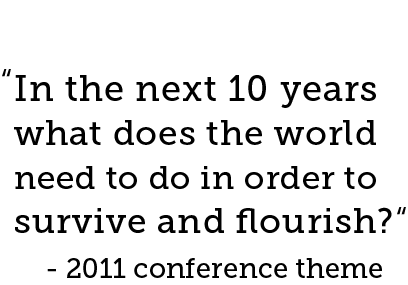 “In the next 10 years
what does the world
need to do in order to
survive and flourish?“
- 2011 conference theme